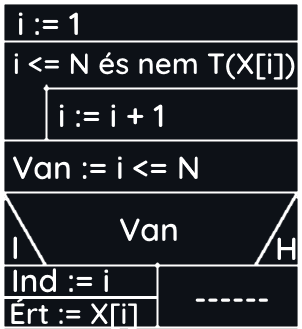 i := 1
i <= N és nem T(X[i])
i := i + 1
Van := i <= N
Van
I
H
Ind := i
Ért := X[i]
------